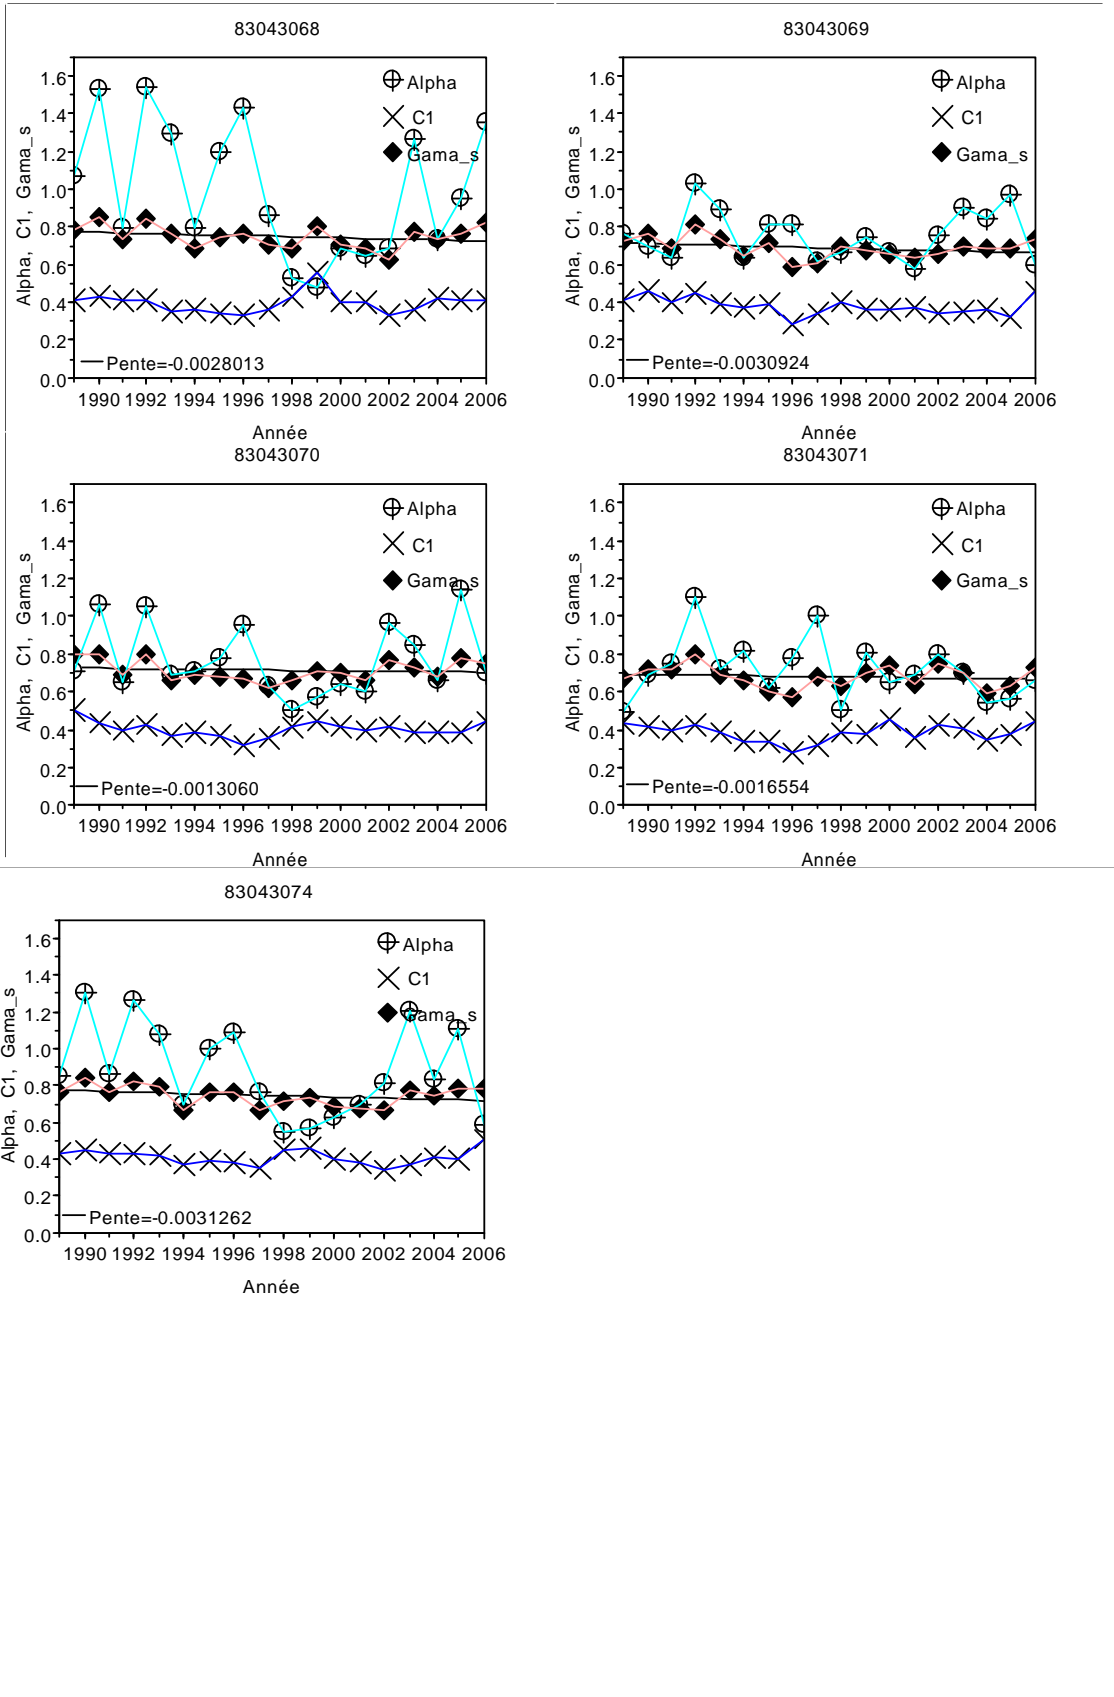 83043068
1.6
1.4
1.2
1.0
0.8
0.6
0.4
0.2
0.0
Alpha, C1, Gama_s
Alpha
C1
Gama_s
Pente=-0.0028013
1990 1992 1994 1996 1998 2000 2002 2004 2006
Année
83043069
1.6
1.4
1.2
1.0
0.8
0.6
0.4
0.2
0.0
Alpha, C1, Gama_s
Alpha
C1
Gama_s
Pente=-0.0030924
1990 1992 1994 1996 1998 2000 2002 2004 2006
Année
83043070
1.6
1.4
1.2
1.0
0.8
0.6
0.4
0.2
0.0
Alpha, C1, Gama_s
Alpha
C1
Gama_s
Pente=-0.0013060
1990 1992 1994 1996 1998 2000 2002 2004 2006
Année
83043071
1.6
1.4
1.2
1.0
0.8
0.6
0.4
0.2
0.0
Alpha, C1, Gama_s
Alpha
C1
Gama_s
Pente=-0.0016554
1990 1992 1994 1996 1998 2000 2002 2004 2006
Année
83043074
1.6
1.4
1.2
1.0
0.8
0.6
0.4
0.2
0.0
Alpha, C1, Gama_s
Alpha
C1
Gama_s
Pente=-0.0031262
1990 1992 1994 1996 1998 2000 2002 2004 2006
Année